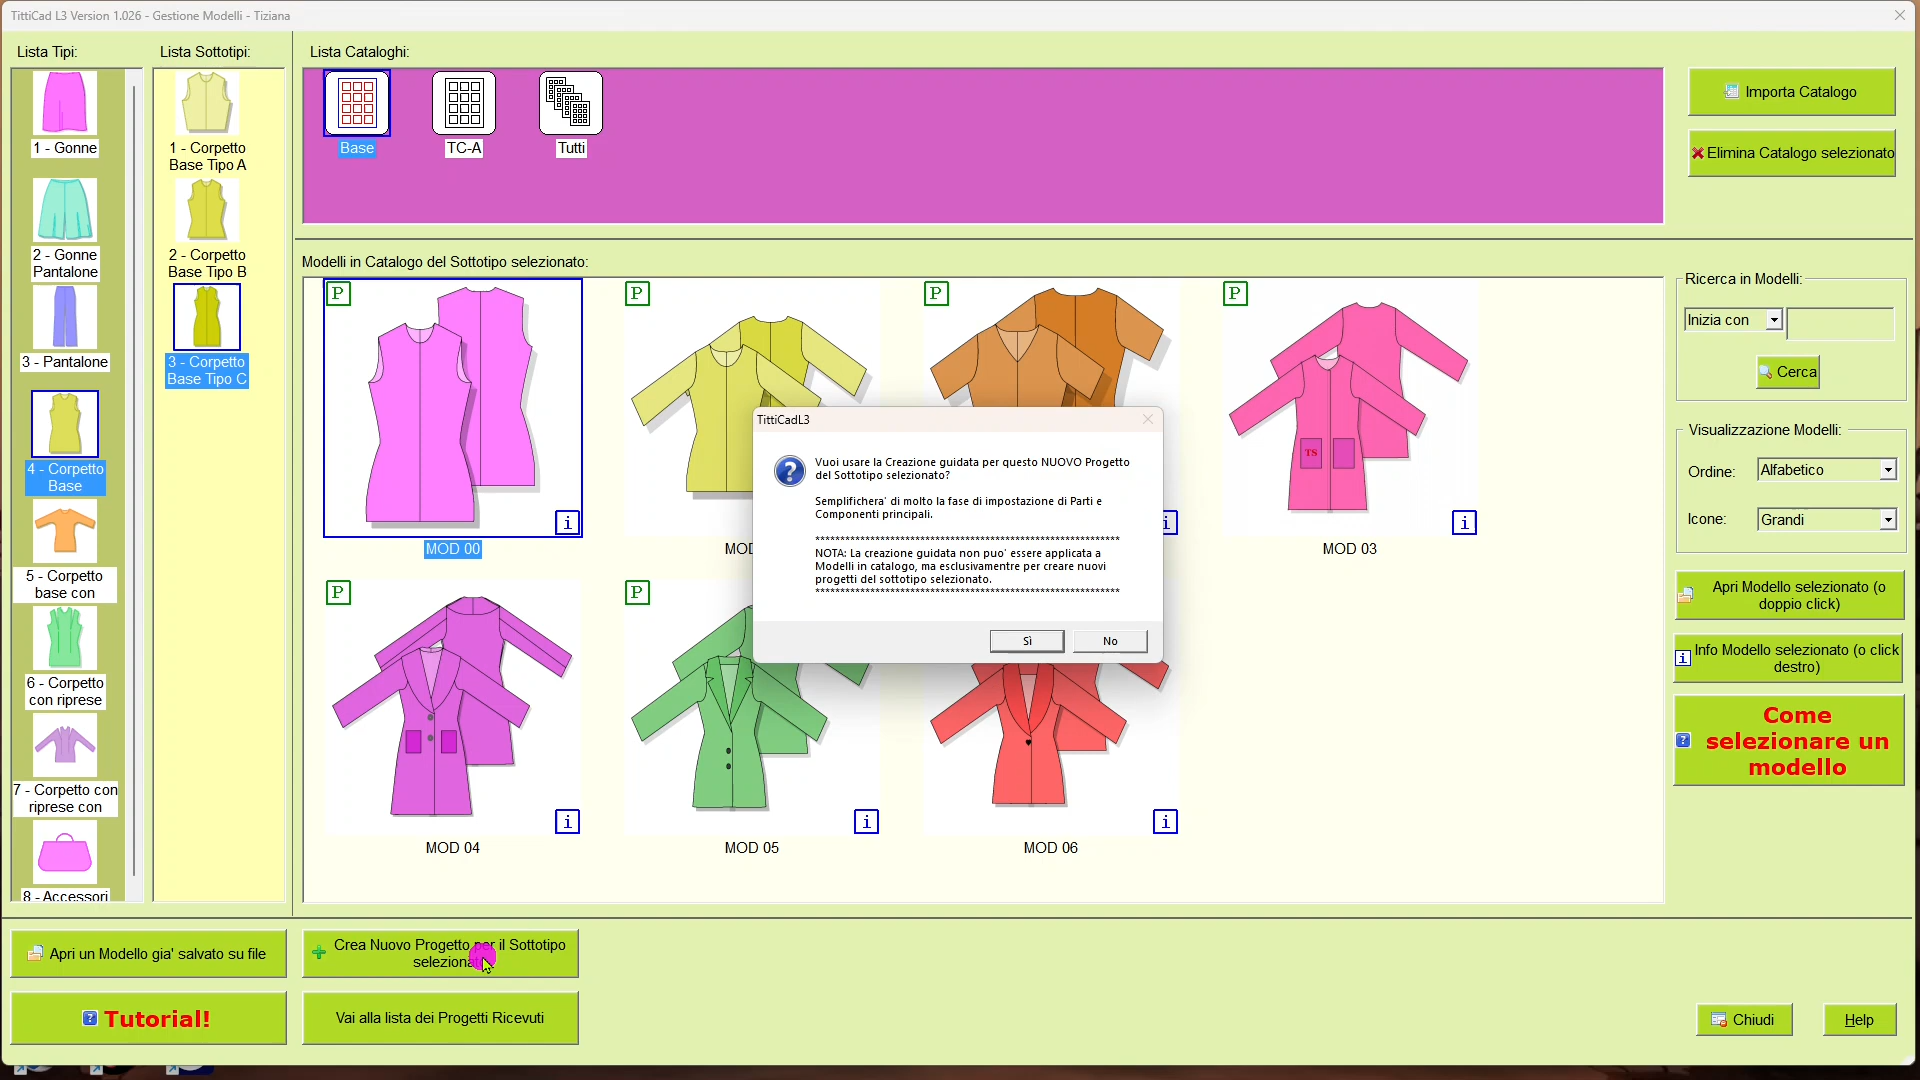 TittiCad L3 Version 1.026 - Gestione Modelli - Tiziana
Lista Tipi:
1 - Gonne
2 - Gonne
Pantalone
3 - Pantalone
4 - Corpetto
Base
5 - Corpetto
base con
6 - Corpetto
con riprese
7 - Corpetto con
riprese con
8 - Accessori
Lista Sottotipi:
1 - Corpetto
Base Tipo A
2 - Corpetto
Base Tipo B
3 - Corpetto
Base Tipo C
Lista Cataloghi:
Base
TC-A
Tutti
Importa Catalogo
Elimina Catalogo selezionato
Modelli in Catalogo del Sottotipo selezionato:
P
i
MOD 00
P
MOD
P
i
P
TS
i
MOD 03
P
i
MOD 04
P
i
MOD 05
i
MOD 06
TittiCadL3
Vuoi usare la Creazione guidata per questo NUOVO Progetto
del Sottotipo selezionato?
Semplifichera' di molto la fase di impostazione di Parti e
Componenti principali.
************************************************************
NOTA: La creazione guidata non puo' essere applicata a
Modelli in catalogo, ma esclusivamentre per creare nuovi
progetti del sottotipo selezionato.
************************************************************
Sì
No
Ricerca in Modelli:
Inizia con
Cerca
Visualizzazione Modelli:
Ordine:
Alfabetico
Icone:
Grandi
Apri Modello selezionato (o
doppio click)
Info Modello selezionato (o click
destro)
Come
selezionare un
modello
Apri un Modello gia' salvato su file
Crea Nuovo Progetto per il Sottotipo
selezionato
Tutorial!
Vai alla lista dei Progetti Ricevuti
Chiudi
Help